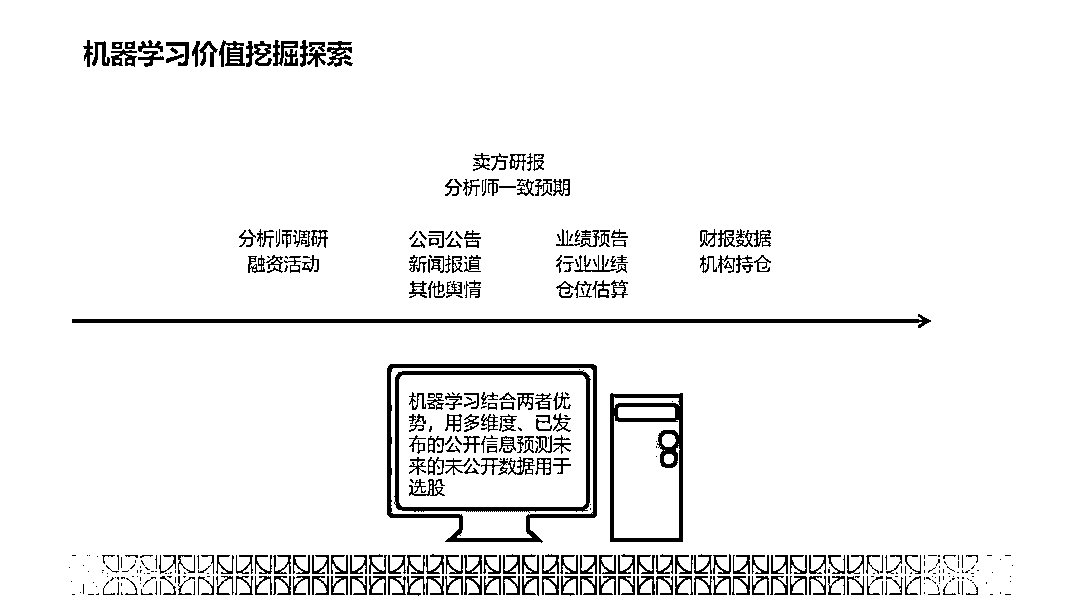 机器学习价值挖掘探索
卖方研报
分析师一致预期
分析师调研
融资活动
公司公告
新闻报道
其他舆情
业绩预告
行业业绩
仓位估算
财报数据
机构持仓
机器学习结合两者优
势，用多维度、已发
布的公开信息预测未
来的未公开数据用于
选股